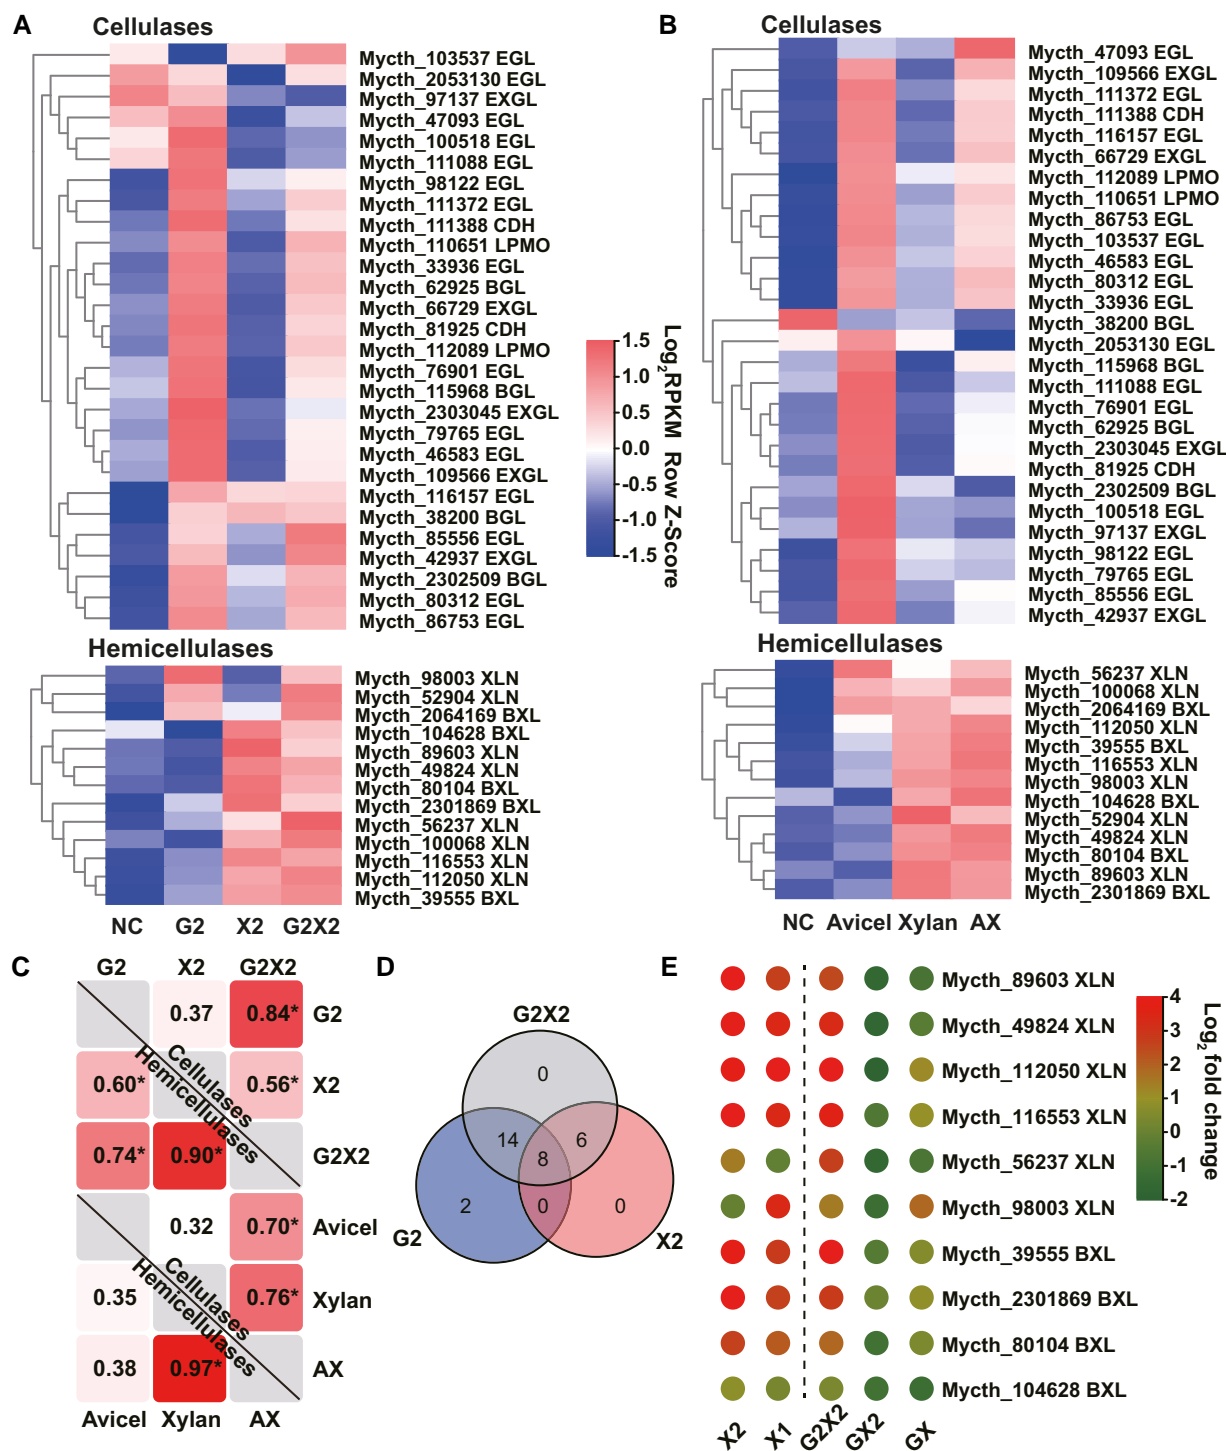 A
Cellulases
Mycth_103537 EGL
Mycth_2053130 EGL
Mycth_97137 EXGL
Mycth_47093 EGL
Mycth_100518 EGL
Mycth_111088 EGL
Mycth_98122 EGL
Mycth_111372 EGL
Mycth_111388 CDH
Mycth_110651 LPMO
Mycth_33936 EGL
Mycth_62925 BGL
Mycth_66729 EXGL
Mycth_81925 CDH
Mycth_112089 LPMO
Mycth_76901 EGL
Mycth_115968 BGL
Mycth_2303045 EXGL
Mycth_79765 EGL
Mycth_46583 EGL
Mycth_109566 EXGL
Mycth_116157 EGL
Mycth_38200 BGL
Mycth_85556 EGL
Mycth_42937 EXGL
Mycth_2302509 BGL
Mycth_80312 EGL
Mycth_86753 EGL
Hemicellulases
Mycth_98003 XLN
Mycth_52904 XLN
Mycth_2064169 BXL
Mycth_104628 BXL
Mycth_89603 XLN
Mycth_49824 XLN
Mycth_80104 BXL
Mycth_2301869 BXL
Mycth_56237 XLN
Mycth_100068 XLN
Mycth_116553 XLN
Mycth_112050 XLN
Mycth_39555 BXL
NC G2 X2 G2X2
1.5
1.0
0.5
0.0
-0.5
-1.0
-1.5
Log2RPKM Row Z-Score
B
Cellulases
Mycth_47093 EGL
Mycth_109566 EXGL
Mycth_111372 EGL
Mycth_111388 CDH
Mycth_116157 EGL
Mycth_66729 EXGL
Mycth_112089 LPMO
Mycth_110651 LPMO
Mycth_86753 EGL
Mycth_103537 EGL
Mycth_46583 EGL
Mycth_80312 EGL
Mycth_33936 EGL
Mycth_38200 BGL
Mycth_2053130 EGL
Mycth_115968 BGL
Mycth_111088 EGL
Mycth_76901 EGL
Mycth_62925 BGL
Mycth_2303045 EXGL
Mycth_81925 CDH
Mycth_2302509 BGL
Mycth_100518 EGL
Mycth_97137 EXGL
Mycth_98122 EGL
Mycth_79765 EGL
Mycth_85556 EGL
Mycth_42937 EXGL
Hemicellulases
Mycth_56237 XLN
Mycth_100068 XLN
Mycth_2064169 BXL
Mycth_112050 XLN
Mycth_39555 BXL
Mycth_116553 XLN
Mycth_98003 XLN
Mycth_104628 BXL
Mycth_52904 XLN
Mycth_49824 XLN
Mycth_80104 BXL
Mycth_89603 XLN
Mycth_2301869 BXL
NC Avicel Xylan AX
C
G2 X2 G2X2
0.37 0.84* G2
0.60* 0.56* X2
0.74* 0.90* G2X2
Cellulases
Hemicellulases
0.32 0.70* Avicel
0.35 0.76* Xylan
0.38 0.97* AX
Cellulases
Hemicellulases
Avicel Xylan AX
D
G2X2
0
14 6
8
2 0 0
G2 X2
E
Mycth_89603 XLN
Mycth_49824 XLN
Mycth_112050 XLN
Mycth_116553 XLN
Mycth_56237 XLN
Mycth_98003 XLN
Mycth_39555 BXL
Mycth_2301869 BXL
Mycth_80104 BXL
Mycth_104628 BXL
X2 X1 G2X2 GX2 GX
4
3
2
1
0
-1
-2
Log2 fold change